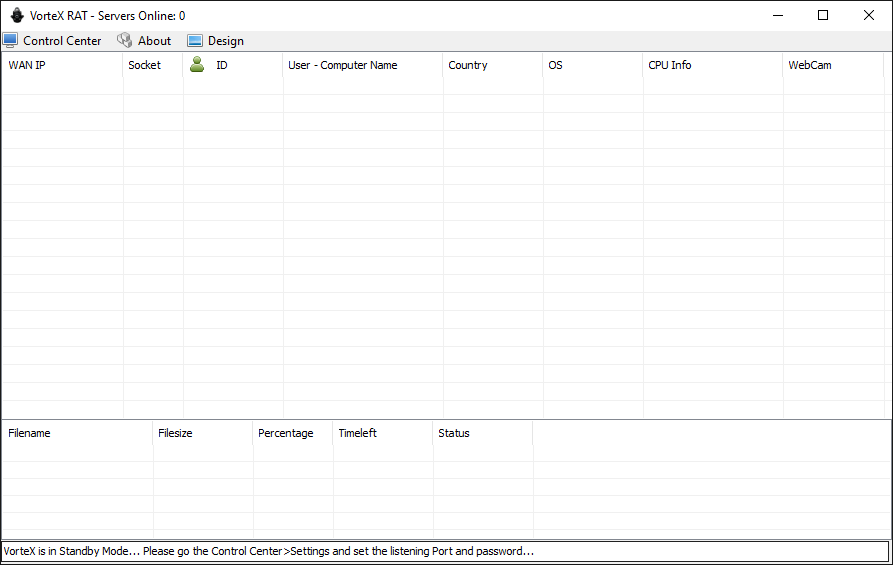 VorteX RAT - Servers Online: 0
Control Center About Design
WAN IP Socket ID User - Computer Name Country OS CPU Info WebCam
Filename Filesize Percentage Timeleft Status
VorteX is in Standby Mode... Please go the Control Center>Settings and set the listening Port and password...